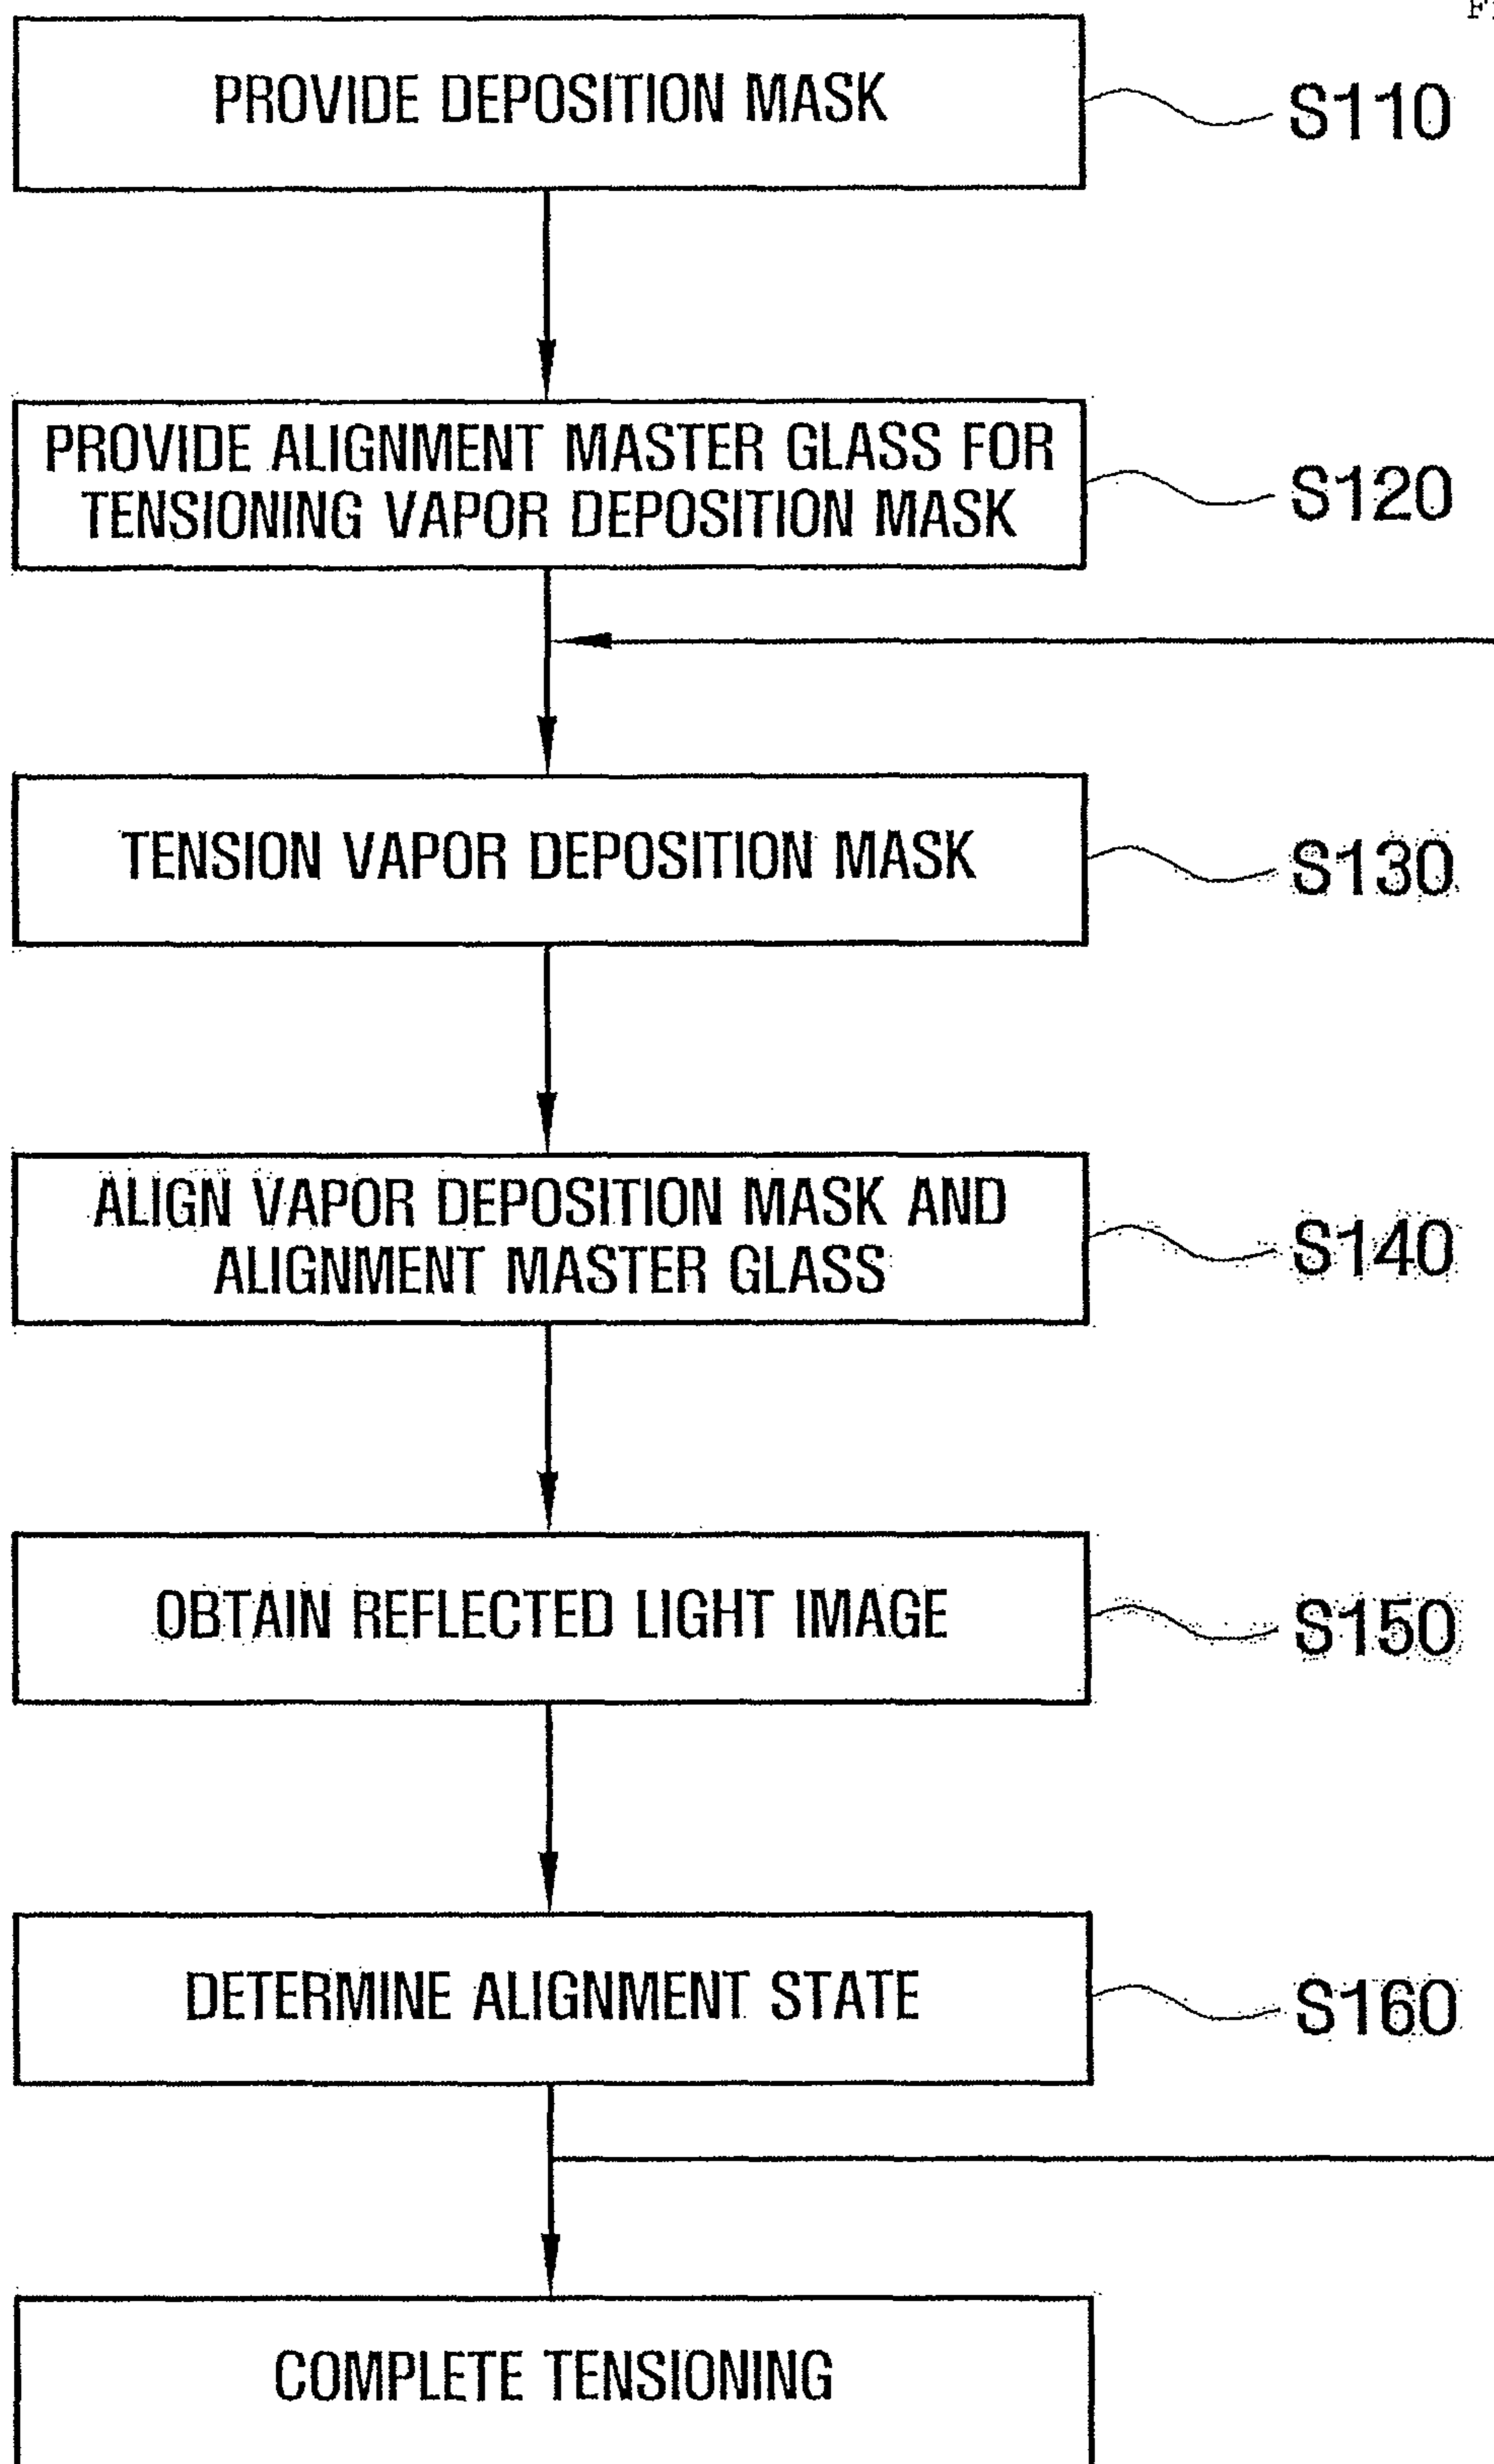 PROVIDE DEPOSITION MASK
S110
PROVIDE ALIGNMENT MASTER GLASS FOR
TENSIONING VAPOR DEPOSITION MASK
S120
TENSION VAPOR DEPOSITION MASK
S130
ALIGN VAPOR DEPOSITION MASK AND
ALIGNMENT MASTER GLASS
S140
OBTAIN REFLECTED LIGHT IMAGE
S150
DETERMINE ALIGNMENT STATE
S160
COMPLETE TENSIONING